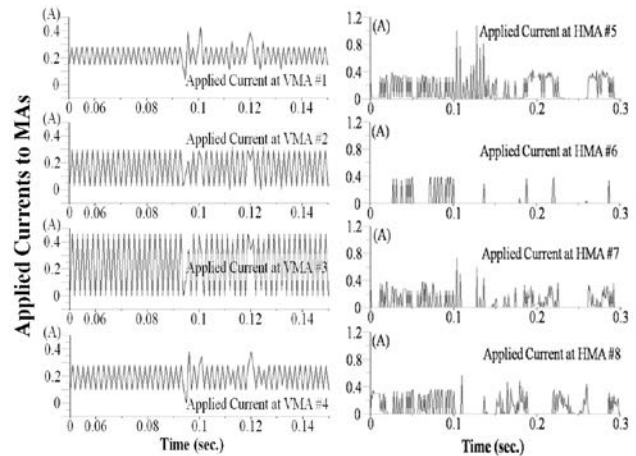 Applied Currents to MAs
(A)
0.4
0.2
0
Applied Current at VMA #1
0 0.06 0.08 0.1 0.12 0.14
(A)
Applied Current at VMA #2
0.4
0.2
0
0 0.06 0.08 0.1 0.12 0.14
(A)
0.4
0.2
Applied Current at VMA #3
0
0 0.06 0.08 0.1 0.12 0.14
(A)
0.4
0.2
0
Applied Current at VMA #4
0 0.06 0.08 0.1 0.12 0.14
Time (sec.)
1.2
(A)
Applied Current at HMA #5
0.8
0.4
0
0 0.1 0.2 0.3
1.2
(A)
Applied Current at HMA #6
0.8
0.4
0
0 0.1 0.2 0.3
1.2
(A)
Applied Current at HMA #7
0.8
0.4
0
0 0.1 0.2 0.3
1.2
(A)
Applied Current at HMA #8
0.8
0.4
0
0 0.1 0.2 0.3
Time (sec.)